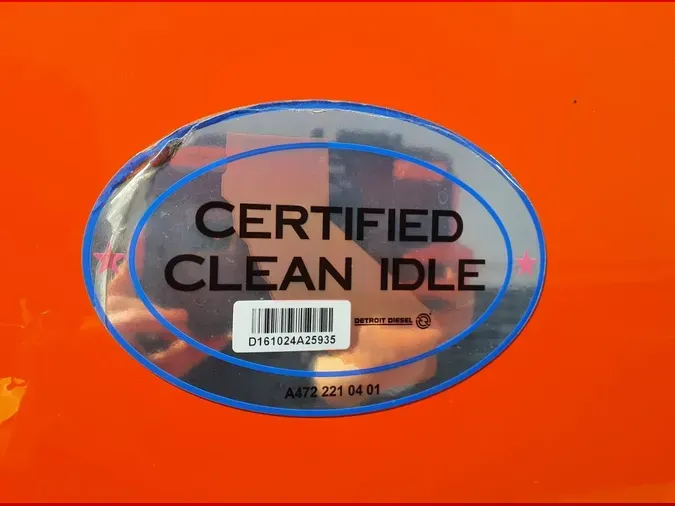 CERTIFIED
CLEAN IDLE
D161024A25935
DETROIT DIESEL
A472 221 04 01